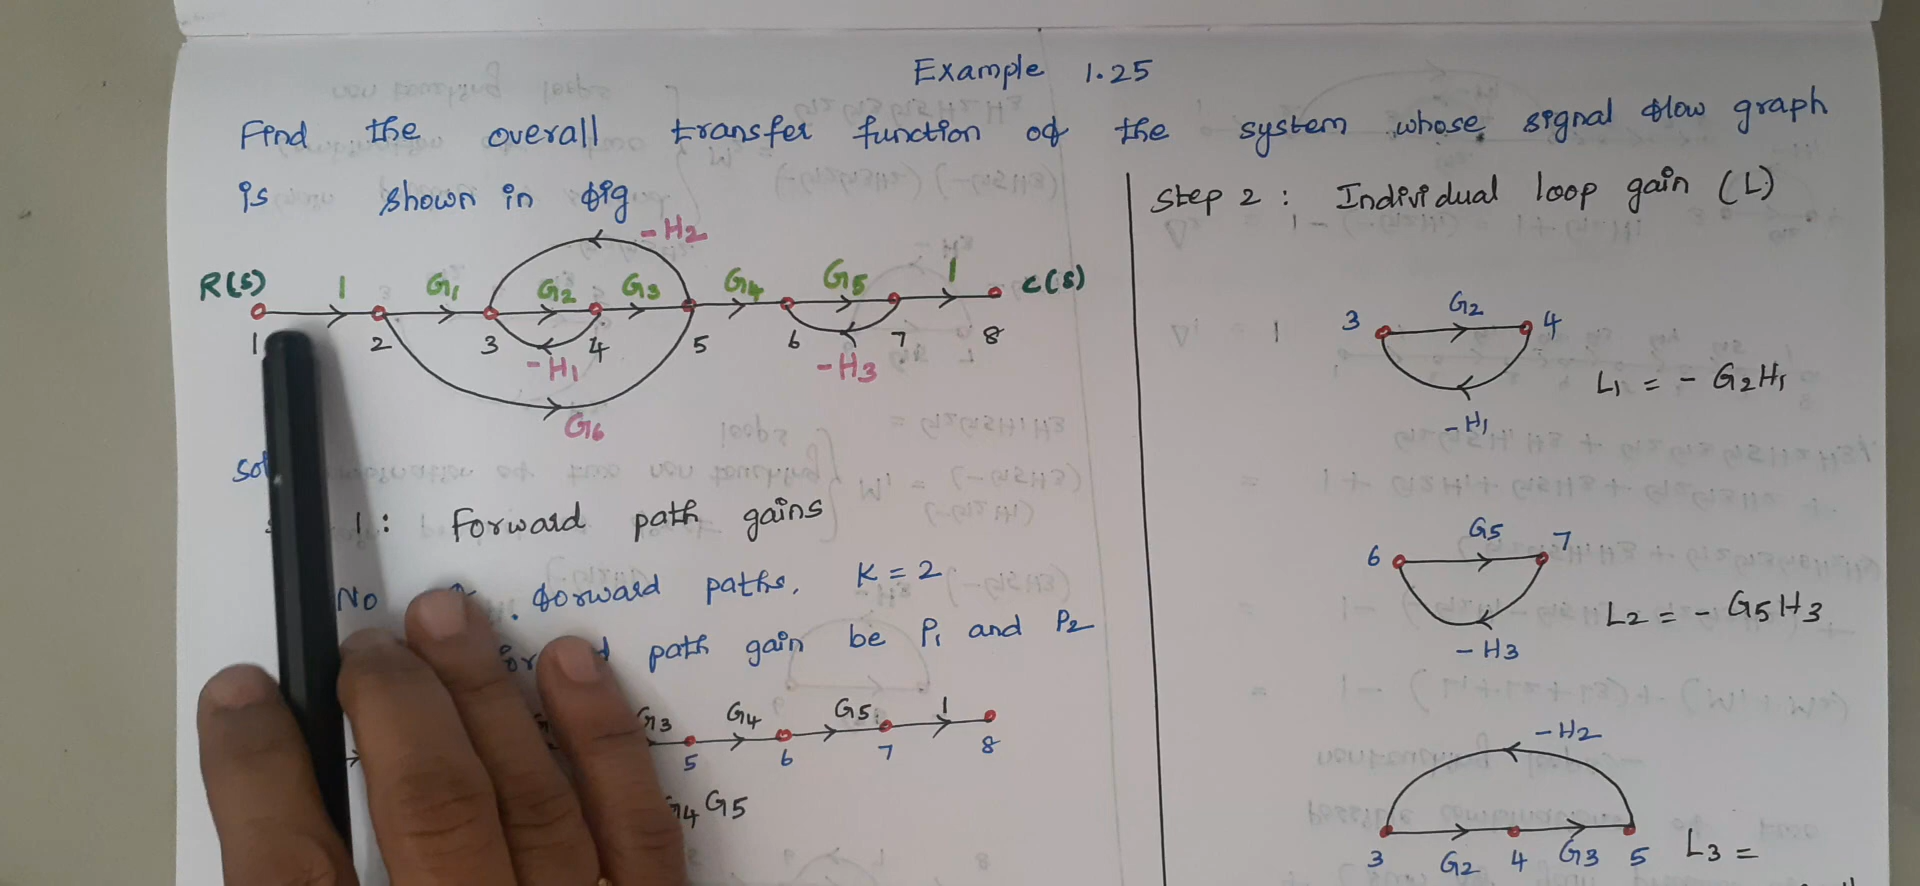 Example 1.25
Find the overall transfer function of the system whose signal flow graph
is shown in fig
-H2
R(s) 1 G1 G2 G3 G4 G5 1 C(s)
1 2 3 4 5 6 7 8
-H1 -H3
G6
Sol
1: Forward path gains
No forward paths, K = 2
path gain be P1 and P2
G3 G4 G5 1
5 6 7 8
G4 G5
Step 2: Individual loop gain (L)
G2
3 4
L1 = - G2H1
-H1
G5
6 7
L2 = - G5H3
- H3
-H2
3 G2 4 G3 5 L3 =